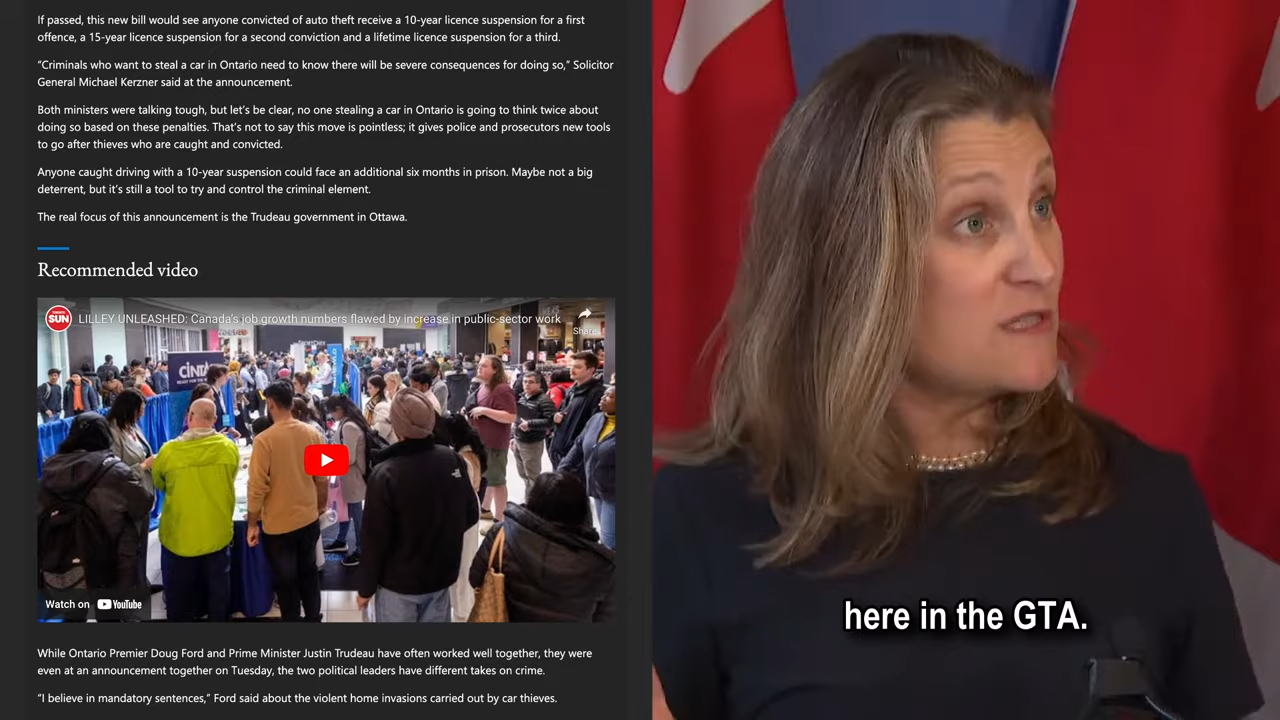 If passed, this new bill would see anyone convicted of auto theft receive a 10-year licence suspension for a first
offence, a 15-year licence suspension for a second conviction and a lifetime licence suspension for a third.
“Criminals who want to steal a car in Ontario need to know there will be severe consequences for doing so,” Solicitor
General Michael Kerzner said at the announcement.
Both ministers were talking tough, but let’s be clear, no one stealing a car in Ontario is going to think twice about
doing so based on these penalties. That’s not to say this move is pointless; it gives police and prosecutors new tools
to go after thieves who are caught and convicted.
Anyone caught driving with a 10-year suspension could face an additional six months in prison. Maybe not a big
deterrent, but it’s still a tool to try and control the criminal element.
The real focus of this announcement is the Trudeau government in Ottawa.
Recommended video
SUN
LILLEY UNLEASHED: Canada's job growth numbers flawed by increase in public-sector work
Share
Watch on YouTube
While Ontario Premier Doug Ford and Prime Minister Justin Trudeau have often worked well together, they were
even at an announcement together on Tuesday, the two political leaders have different takes on crime.
“I believe in mandatory sentences,” Ford said about the violent home invasions carried out by car thieves.
here in the GTA.